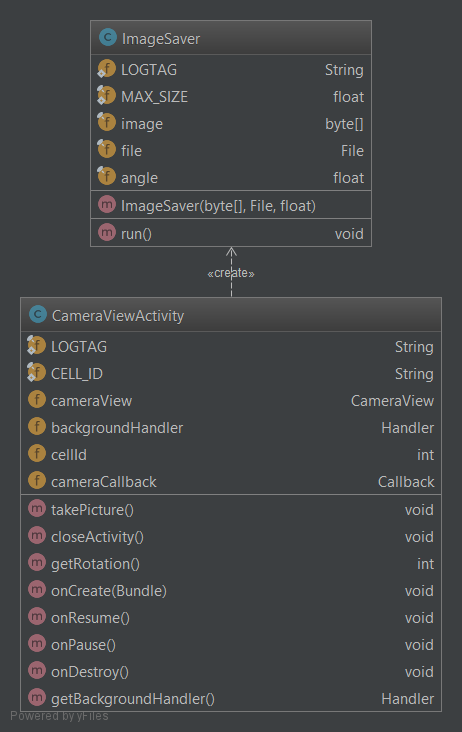 ImageSaver
LOGTAG String
MAX_SIZE float
image byte[]
file File
angle float
ImageSaver(byte[], File, float)
run() void
«create»
CameraViewActivity
LOGTAG String
CELL_ID String
cameraView CameraView
backgroundHandler Handler
cellId int
cameraCallback Callback
takePicture() void
closeActivity() void
getRotation() int
onCreate(Bundle) void
onResume() void
onPause() void
onDestroy() void
getBackgroundHandler() Handler
Powered by yFiles